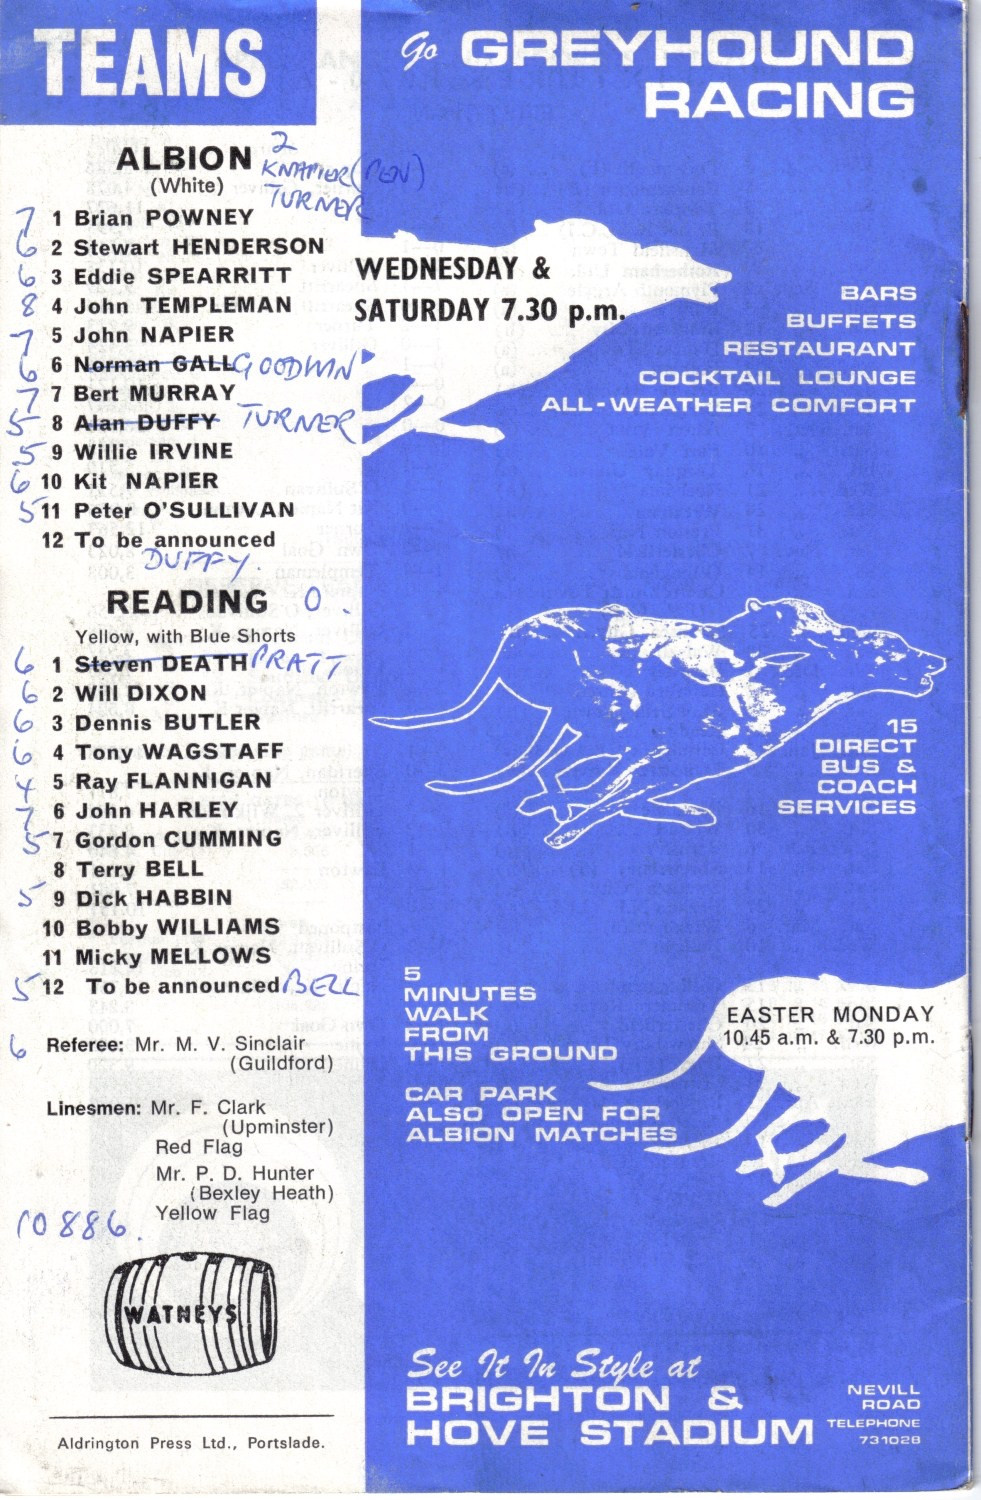 TEAMS
ALBION 2
(White)
KNAPIER (PEN)
TURNER
7 1 Brian POWNEY
6 2 Stewart HENDERSON
6 3 Eddie SPEARRITT
8 4 John TEMPLEMAN
7 5 John NAPIER
6 6 Norman GALL GOODWIN
7 7 Bert MURRAY
5 8 Alan DUFFY TURNER
5 9 Willie IRVINE
6 10 Kit NAPIER
5 11 Peter O'SULLIVAN
12 To be announced
DUFFY.
READING 0.
Yellow, with Blue Shorts
6 1 Steven DEATH PRATT
6 2 Will DIXON
6 3 Dennis BUTLER
6 4 Tony WAGSTAFF
4 5 Ray FLANNIGAN
7 6 John HARLEY
5 7 Gordon CUMMING
8 Terry BELL
5 9 Dick HABBIN
10 Bobby WILLIAMS
11 Micky MELLOWS
5 12 To be announced BELL
6 Referee: Mr. M. V. Sinclair
(Guildford)
Linesmen: Mr. F. Clark
(Upminster)
Red Flag
Mr. P. D. Hunter
(Bexley Heath)
Yellow Flag
10886.
WATNEYS
Aldrington Press Ltd., Portslade.
Go GREYHOUND
RACING
WEDNESDAY &
SATURDAY 7.30 p.m.
BARS
BUFFETS
RESTAURANT
COCKTAIL LOUNGE
ALL-WEATHER COMFORT
15
DIRECT
BUS &
COACH
SERVICES
5
MINUTES
WALK
FROM
THIS GROUND
CAR PARK
ALSO OPEN FOR
ALBION MATCHES
EASTER MONDAY
10.45 a.m. & 7.30 p.m.
See It In Style at
BRIGHTON &
HOVE STADIUM
NEVILL
ROAD
TELEPHONE
731028